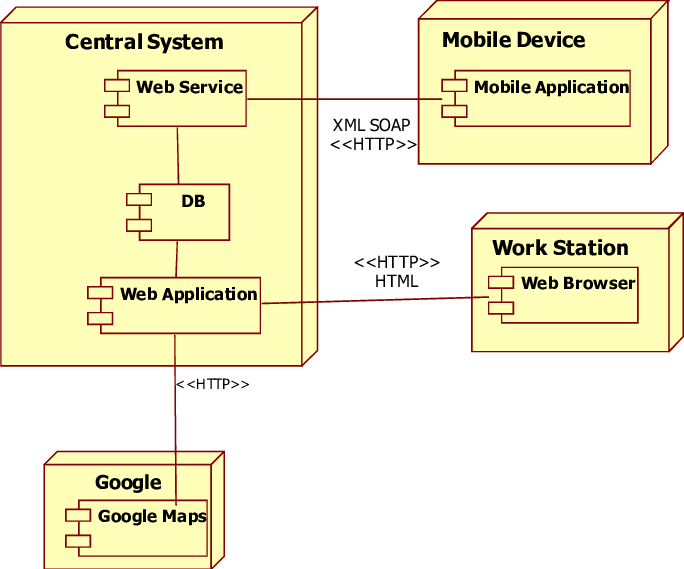 Central System
Web Service
DB
Web Application
Mobile Device
Mobile Application
XML SOAP
<<HTTP>>
<<HTTP>>
HTML
Work Station
Web Browser
<<HTTP>>
Google
Google Maps